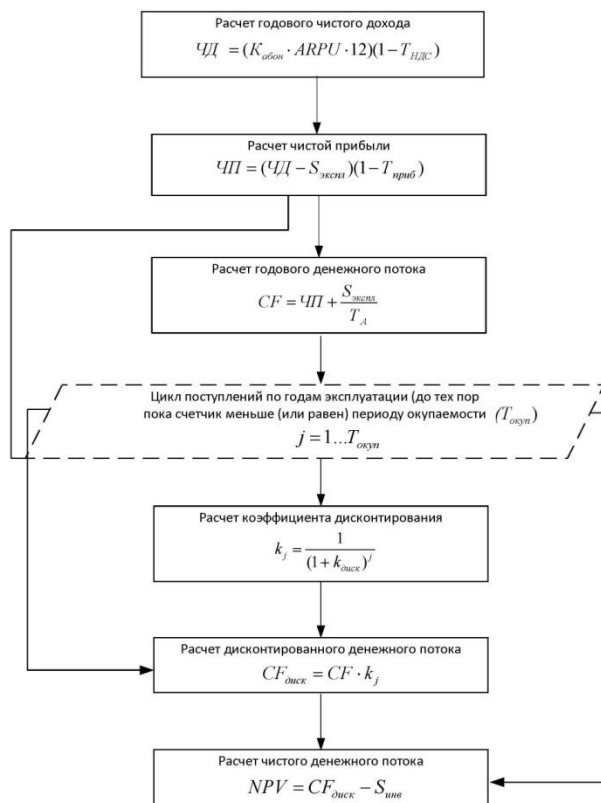 Расчет годового чистого дохода
ЧД = (K_абон · ARPU · 12)(1 − T_НДС)
Расчет чистой прибыли
ЧП = (ЧД − S_экспл)(1 − T_приб)
Расчет годового денежного потока
CF = ЧП + S_экспл / T_A
Цикл поступлений по годам эксплуатации (до тех пор
пока счетчик меньше (или равен) периоду окупаемости (T_окуп)
j = 1...T_окуп
Расчет коэффициента дисконтирования
k_j = 1 / (1 + k_диск)^j
Расчет дисконтированного денежного потока
CF_диск = CF · k_j
Расчет чистого денежного потока
NPV = CF_диск − S_инв